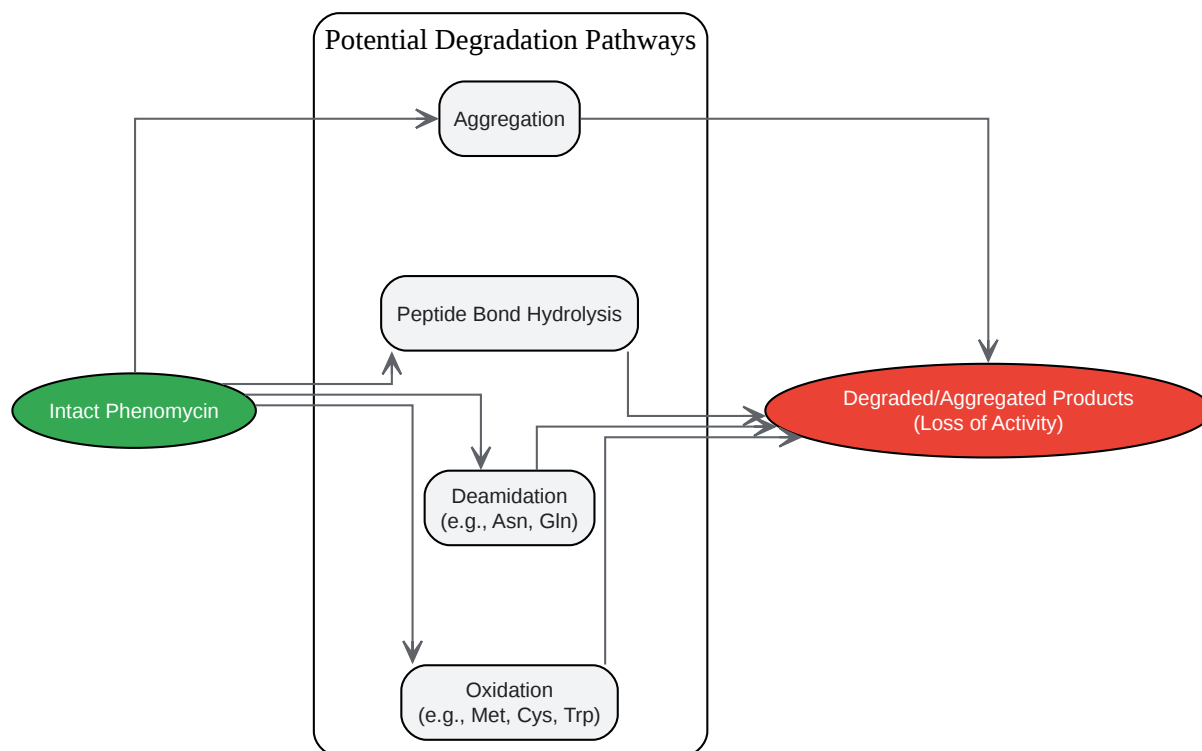 Potential Degradation Pathways
Aggregation
Peptide Bond Hydrolysis
Intact Phenomycin
Degraded/Aggregated Products
(Loss of Activity)
Deamidation
(e.g., Asn, Gln)
Oxidation
(e.g., Met, Cys, Trp)